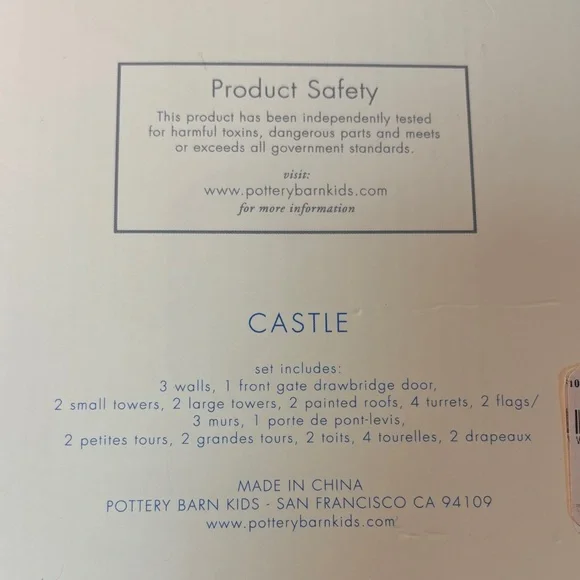 Product Safety
This product has been independently tested
for harmful toxins, dangerous parts and meets
or exceeds all government standards.
visit:
www.potterybarnkids.com
for more information
CASTLE
set includes:
3 walls, 1 front gate drawbridge door,
2 small towers, 2 large towers, 2 painted roofs, 4 turrets, 2 flags/
3 murs, 1 porte de pont-levis,
2 petites tours, 2 grandes tours, 2 toits, 4 tourelles, 2 drapeaux
MADE IN CHINA
POTTERY BARN KIDS - SAN FRANCISCO CA 94109
www.potterybarnkids.com